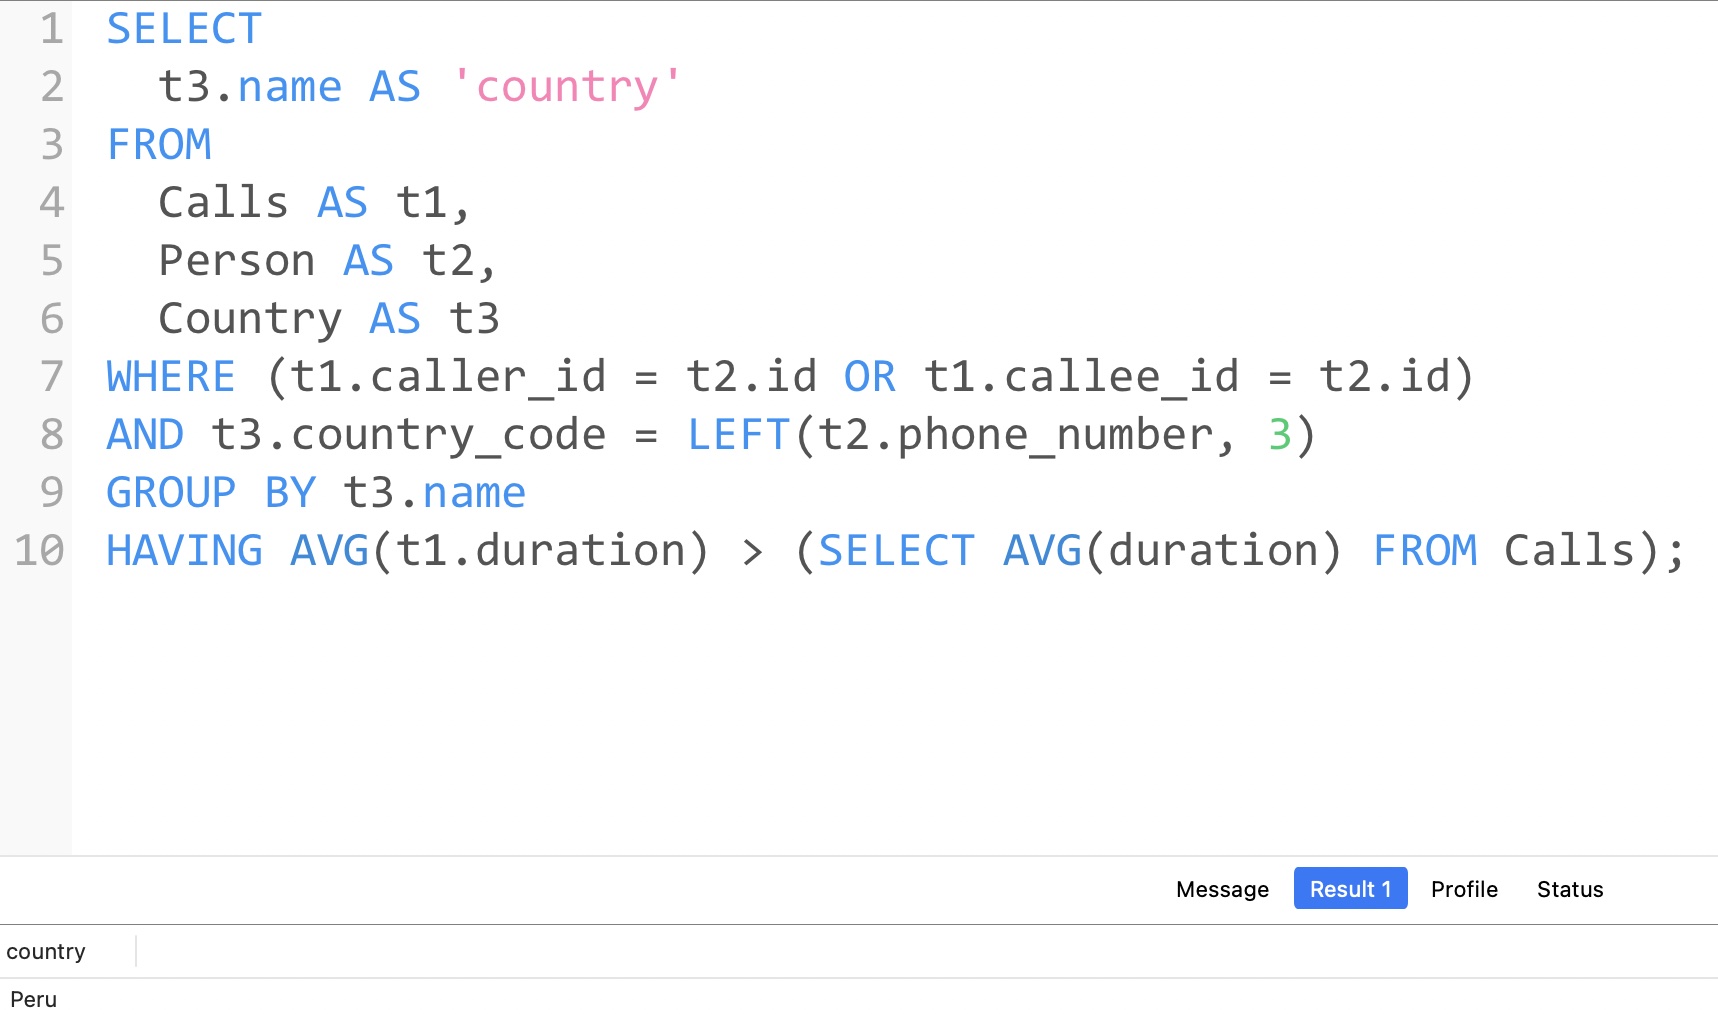 1 SELECT
2 t3.name AS 'country'
3 FROM
4 Calls AS t1,
5 Person AS t2,
6 Country AS t3
7 WHERE (t1.caller_id = t2.id OR t1.callee_id = t2.id)
8 AND t3.country_code = LEFT(t2.phone_number, 3)
9 GROUP BY t3.name
10 HAVING AVG(t1.duration) > (SELECT AVG(duration) FROM Calls);
Message Result 1 Profile Status
country
Peru